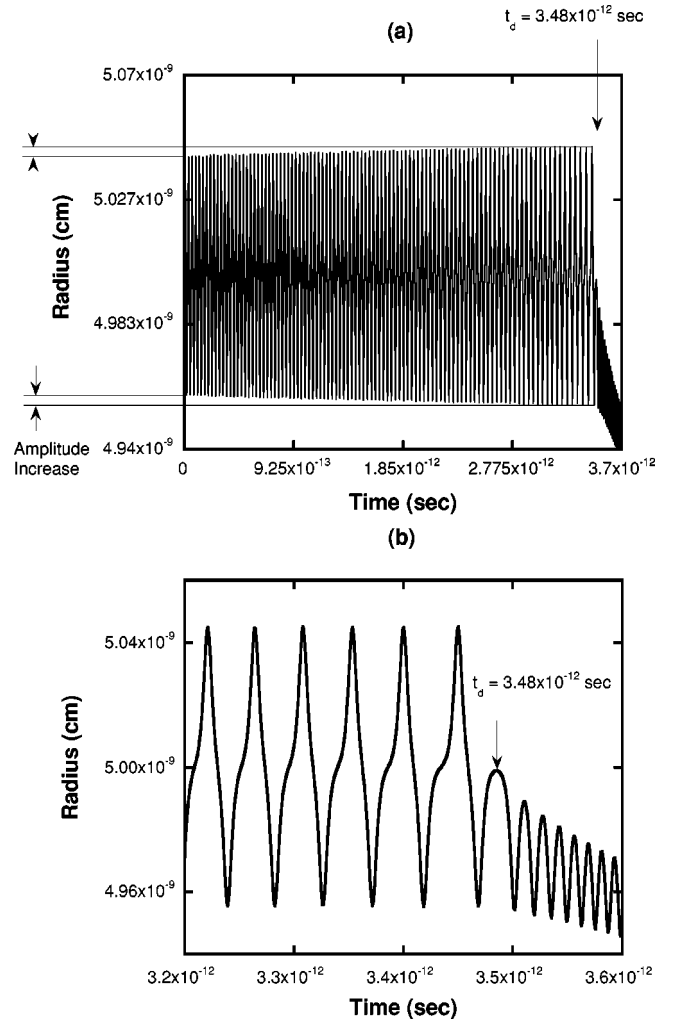 (a)
t_d = 3.48x10⁻¹² sec
5.07x10⁻⁹
5.027x10⁻⁹
4.983x10⁻⁹
4.94x10⁻⁹
Radius (cm)
Amplitude
Increase
0 9.25x10⁻¹³ 1.85x10⁻¹² 2.775x10⁻¹² 3.7x10⁻¹²
Time (sec)
(b)
t_d = 3.48x10⁻¹² sec
5.04x10⁻⁹
5.00x10⁻⁹
4.96x10⁻⁹
Radius (cm)
3.2x10⁻¹² 3.3x10⁻¹² 3.4x10⁻¹² 3.5x10⁻¹² 3.6x10⁻¹²
Time (sec)